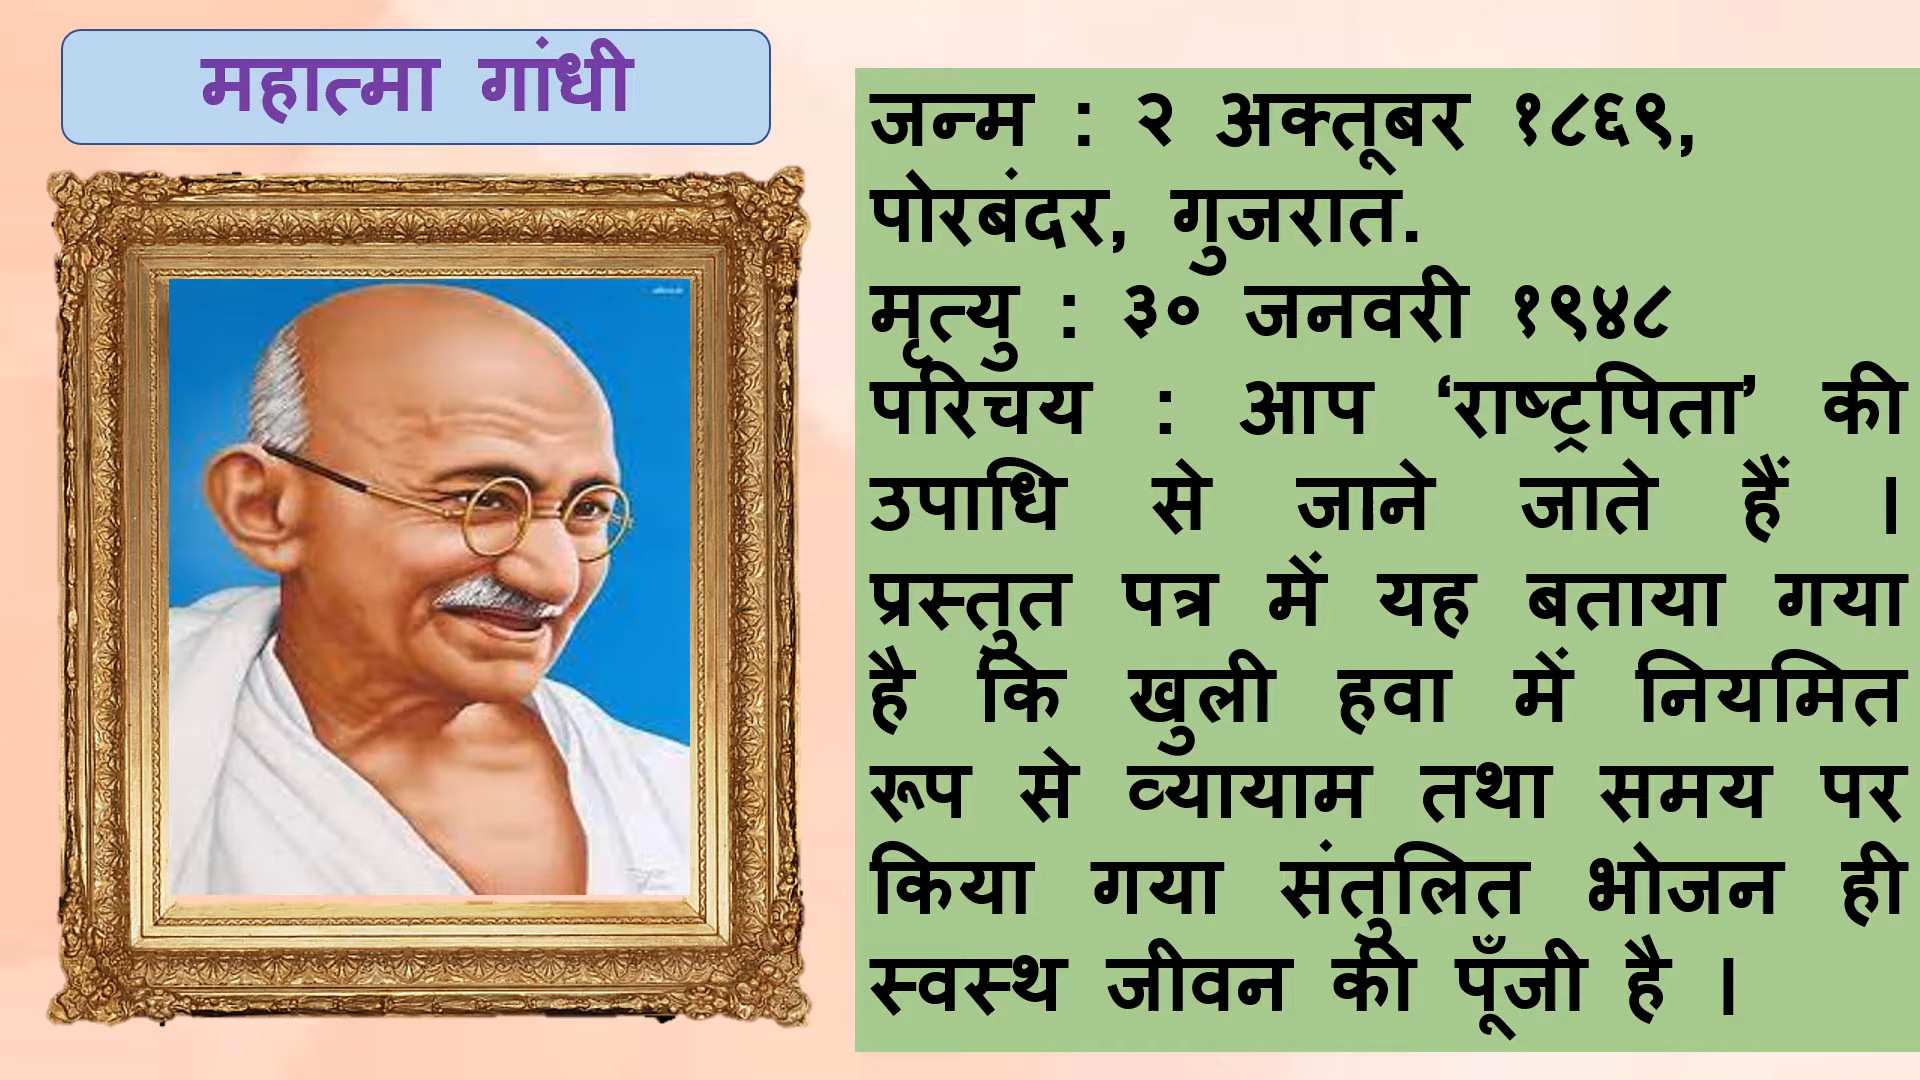 महात्मा गांधी
जन्म : २ अक्तूबर १८६९,
पोरबंदर, गुजरात.
मृत्यु : ३० जनवरी १९४८
परिचय : आप ‘राष्ट्रपिता’ की
उपाधि से जाने जाते हैं ।
प्रस्तुत पत्र में यह बताया गया
है कि खुली हवा में नियमित
रूप से व्यायाम तथा समय पर
किया गया संतुलित भोजन ही
स्वस्थ जीवन की पूँजी है ।